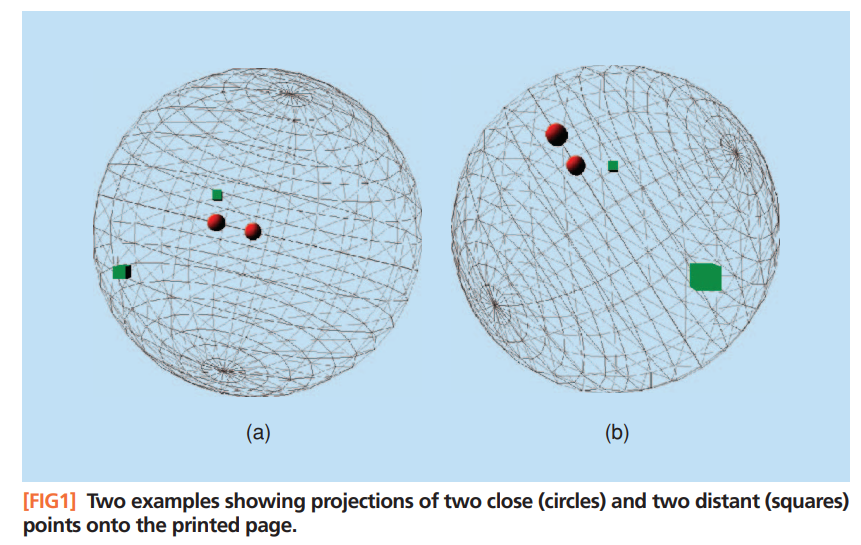 (a)
(b)
[FIG1] Two examples showing projections of two close (circles) and two distant (squares)
points onto the printed page.